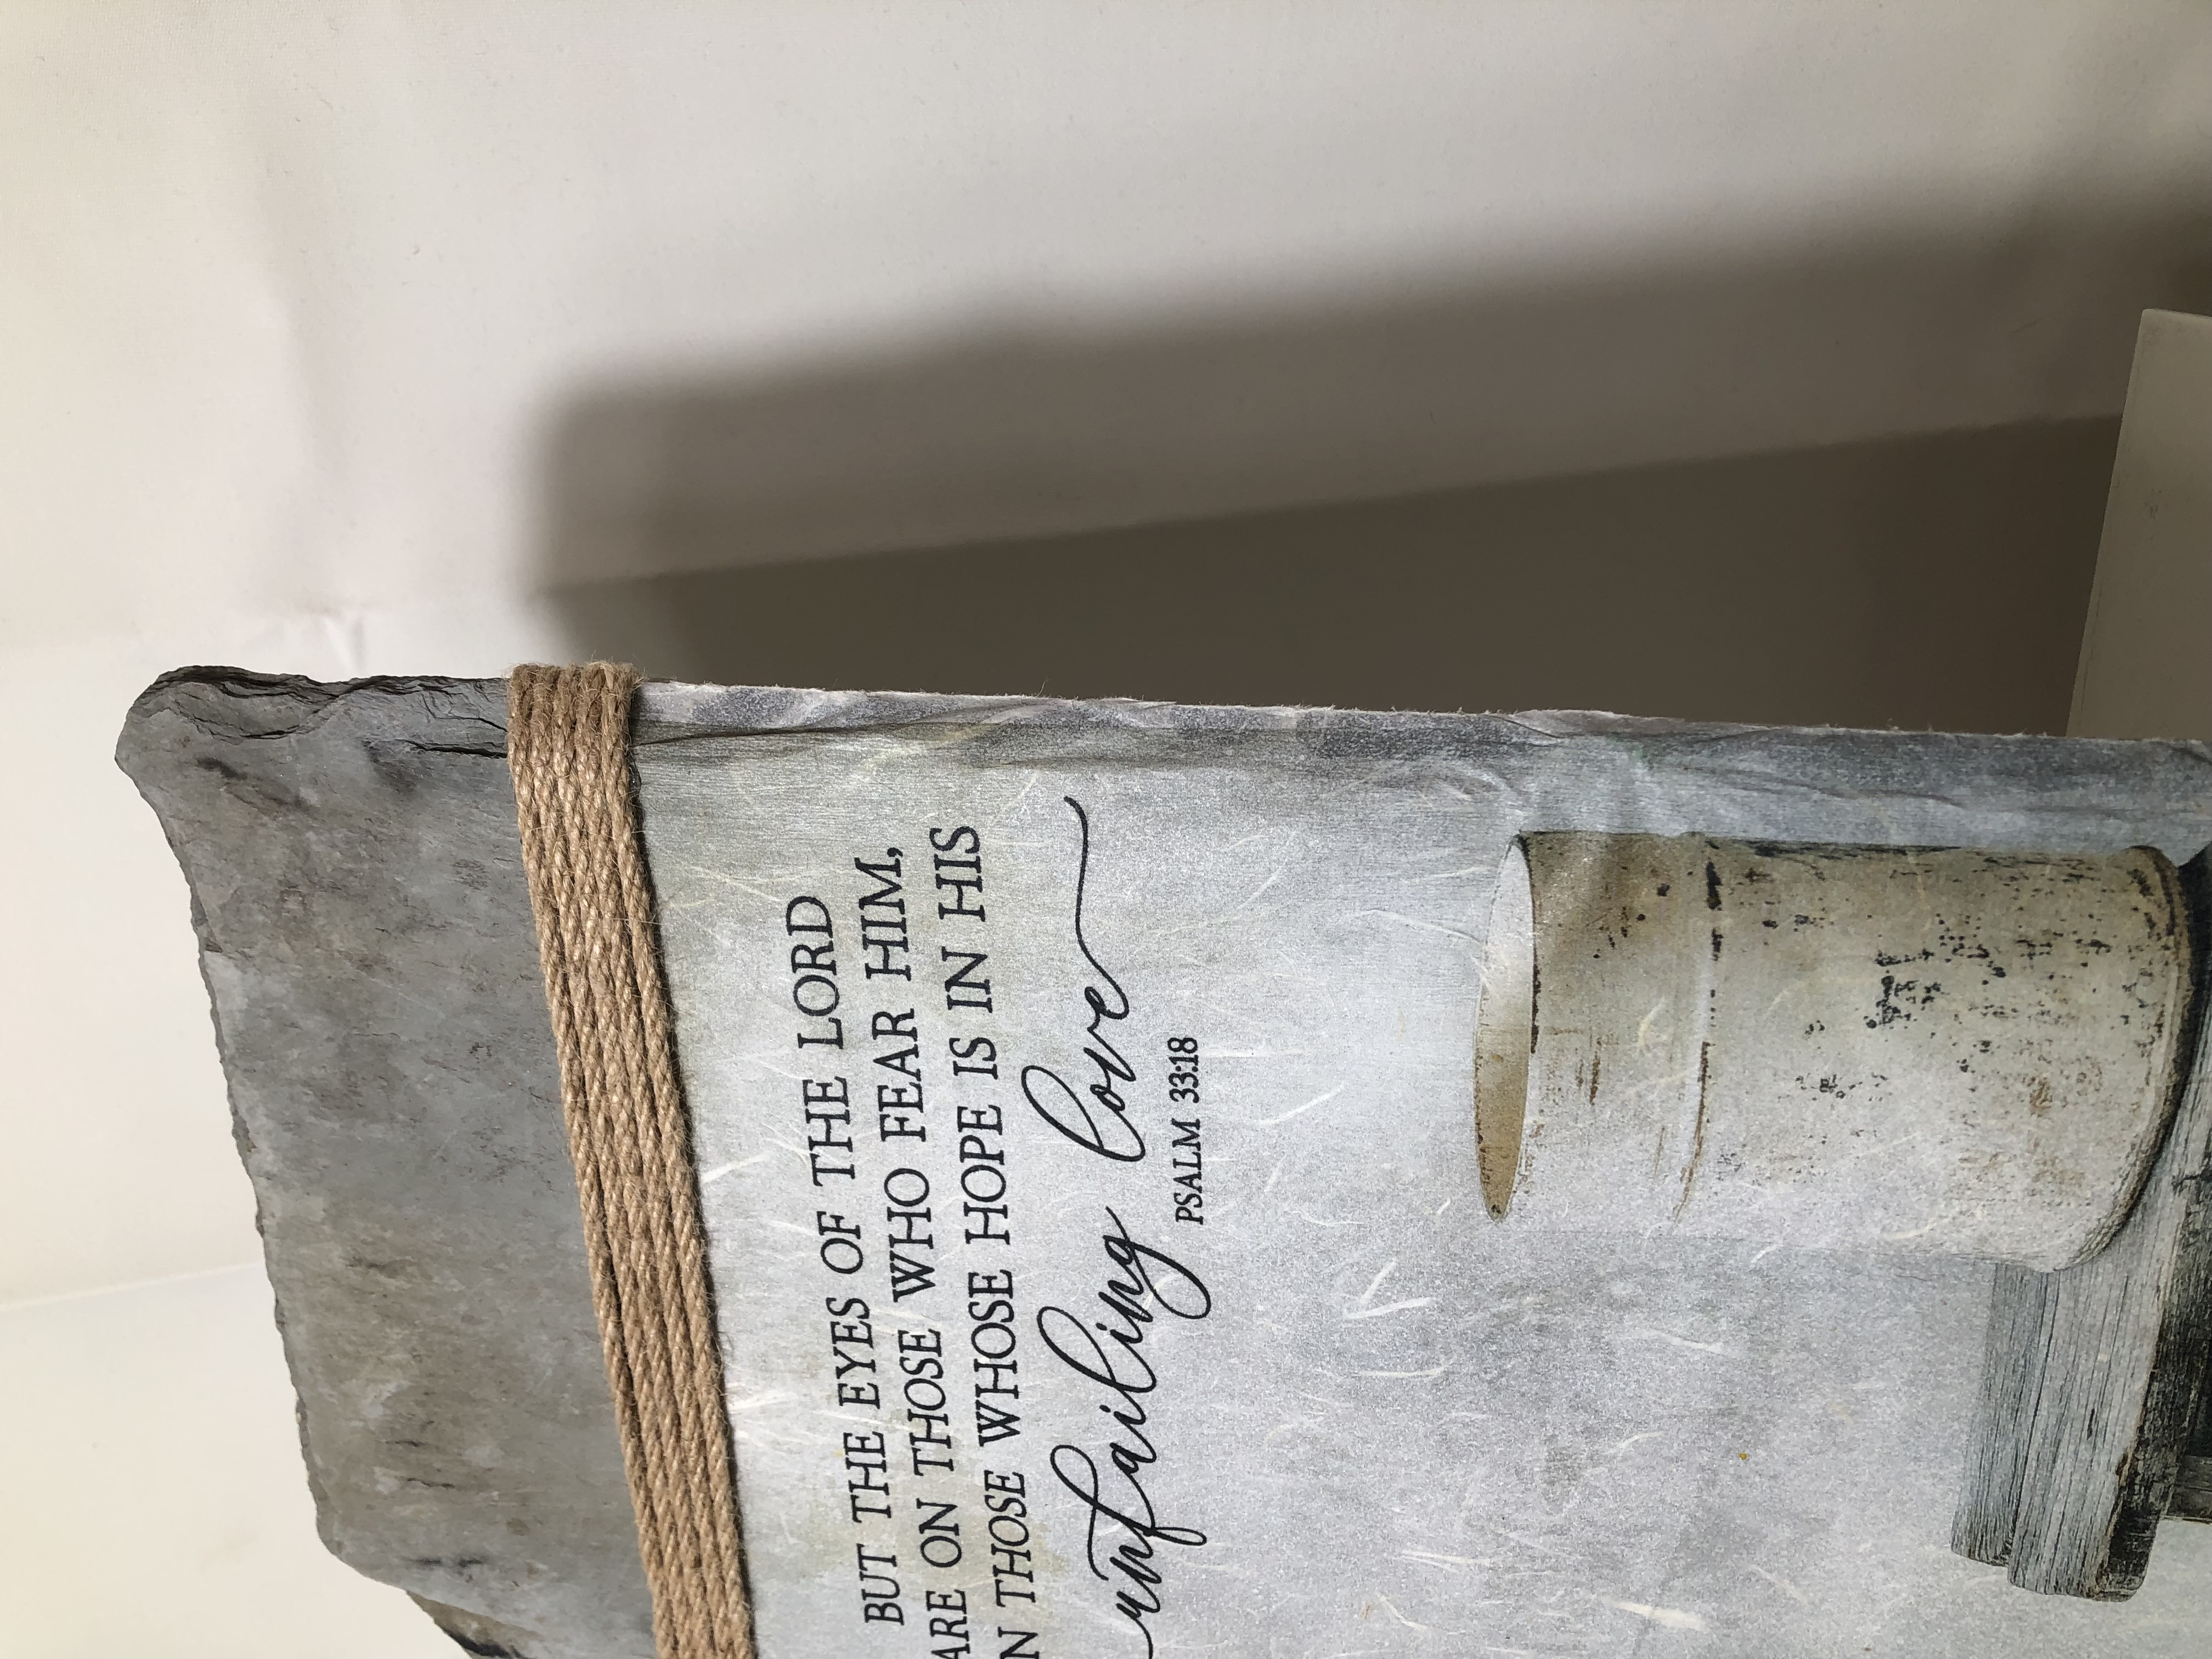 BUT THE EYES OF THE LORD
ARE ON THOSE WHO FEAR HIM,
THOSE WHOSE HOPE IS IN HIS
unfailing love
PSALM 33:18